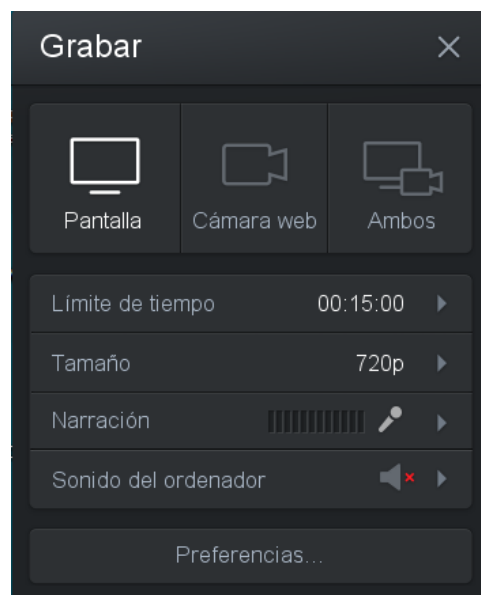 Grabar
Pantalla
Cámara web
Ambos
Límite de tiempo 00:15:00
Tamaño 720p
Narración
Sonido del ordenador
Preferencias...